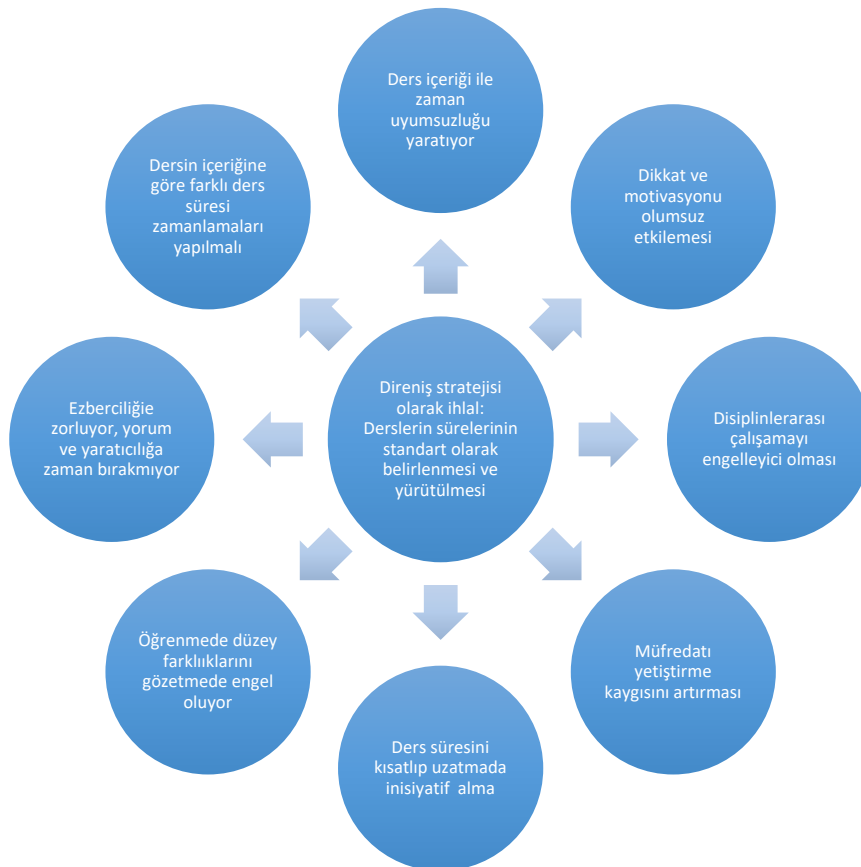 Ders içeriği ile
zaman
uyumsuzluğu
yaratıyor
Dikkat ve
motivasyonu
olumsuz
etkilemesi
Disiplinlerarası
çalışamayı
engelleyici olması
Müfredatı
yetiştirme
kaygısını artırması
Ders süresini
kısatlıp uzatmada
inisiyatif alma
Öğrenmede düzey
farklııklarını
gözetmede engel
oluyor
Ezberciliğie
zorluyor, yorum
ve yaratıcılığa
zaman bırakmıyor
Dersin içeriğine
göre farklı ders
süresi
zamanlamaları
yapılmalı
Direniş stratejisi
olarak ihlal:
Derslerin sürelerinin
standart olarak
belirlenmesi ve
yürütülmesi